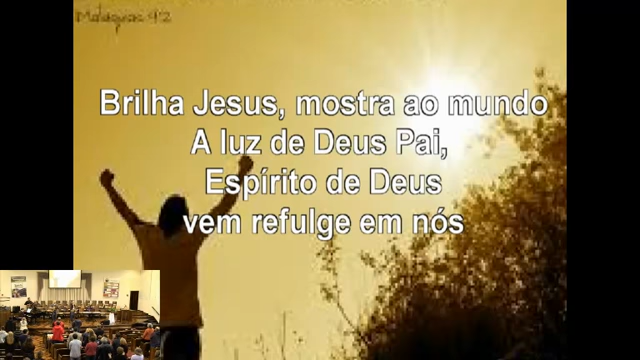 Malaquias 4:2
Brilha Jesus, mostra ao mundo
A luz de Deus Pai,
Espírito de Deus
vem refulge em nós